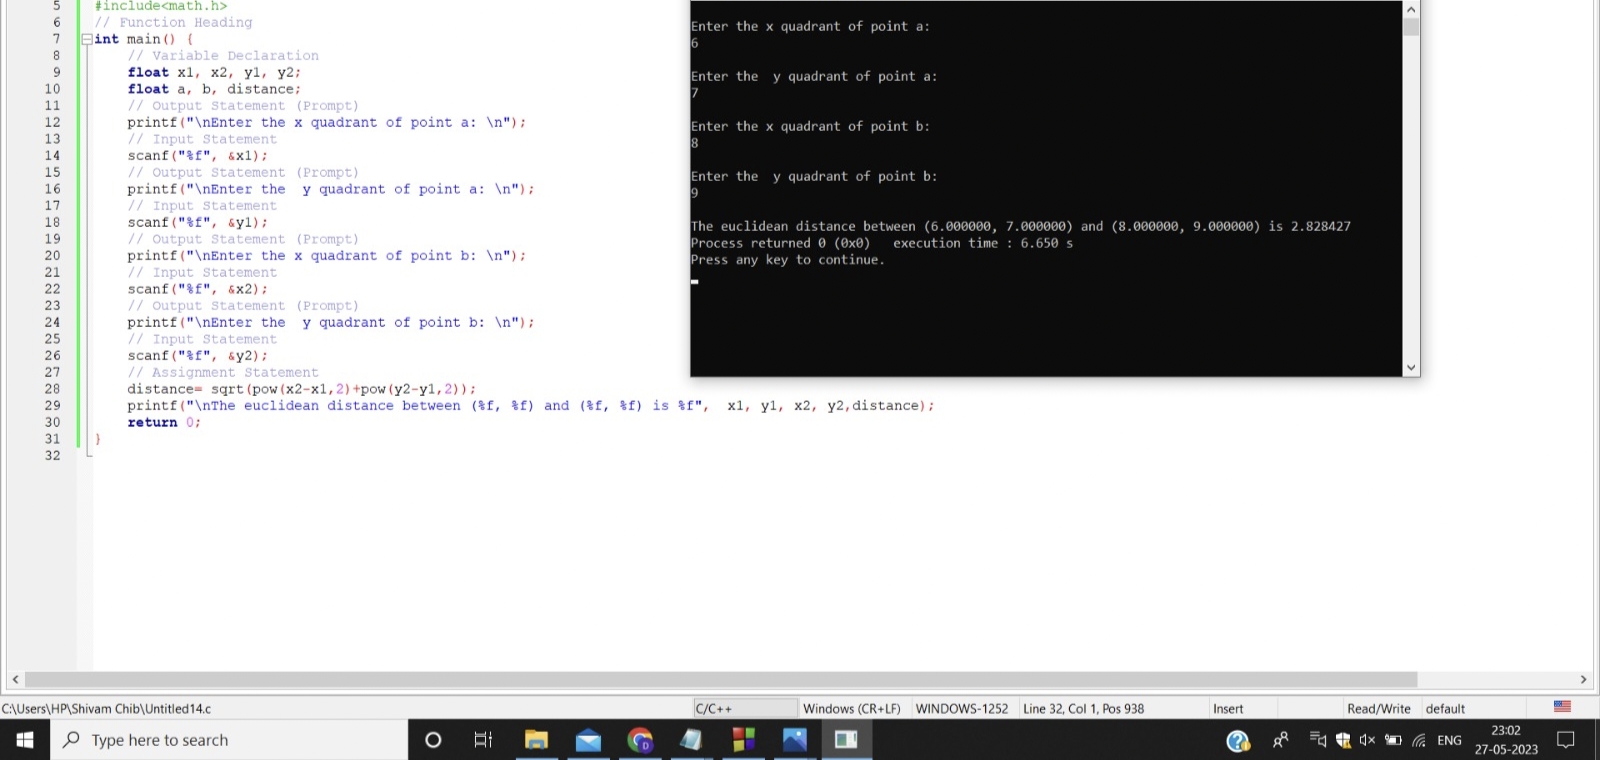 5 #include<math.h>
6 // Function Heading
7 int main() {
8 // Variable Declaration
9 float x1, x2, y1, y2;
10 float a, b, distance;
11 // Output Statement (Prompt)
12 printf("\nEnter the x quadrant of point a: \n");
13 // Input Statement
14 scanf("%f", &x1);
15 // Output Statement (Prompt)
16 printf("\nEnter the  y quadrant of point a: \n");
17 // Input Statement
18 scanf("%f", &y1);
19 // Output Statement (Prompt)
20 printf("\nEnter the x quadrant of point b: \n");
21 // Input Statement
22 scanf("%f", &x2);
23 // Output Statement (Prompt)
24 printf("\nEnter the  y quadrant of point b: \n");
25 // Input Statement
26 scanf("%f", &y2);
27 // Assignment Statement
28 distance= sqrt(pow(x2-x1,2)+pow(y2-y1,2));
29 printf("\nThe euclidean distance between (%f, %f) and (%f, %f) is %f",  x1, y1, x2, y2,distance);
30 return 0;
31 }
32
Enter the x quadrant of point a:
6
Enter the  y quadrant of point a:
7
Enter the x quadrant of point b:
8
Enter the  y quadrant of point b:
9
The euclidean distance between (6.000000, 7.000000) and (8.000000, 9.000000) is 2.828427
Process returned 0 (0x0)   execution time : 6.650 s
Press any key to continue.
C:\Users\HP\Shivam Chib\Untitled14.c C/C++ Windows (CR+LF) WINDOWS-1252 Line 32, Col 1, Pos 938 Insert Read/Write default
Type here to search
D
ENG
23:02
27-05-2023